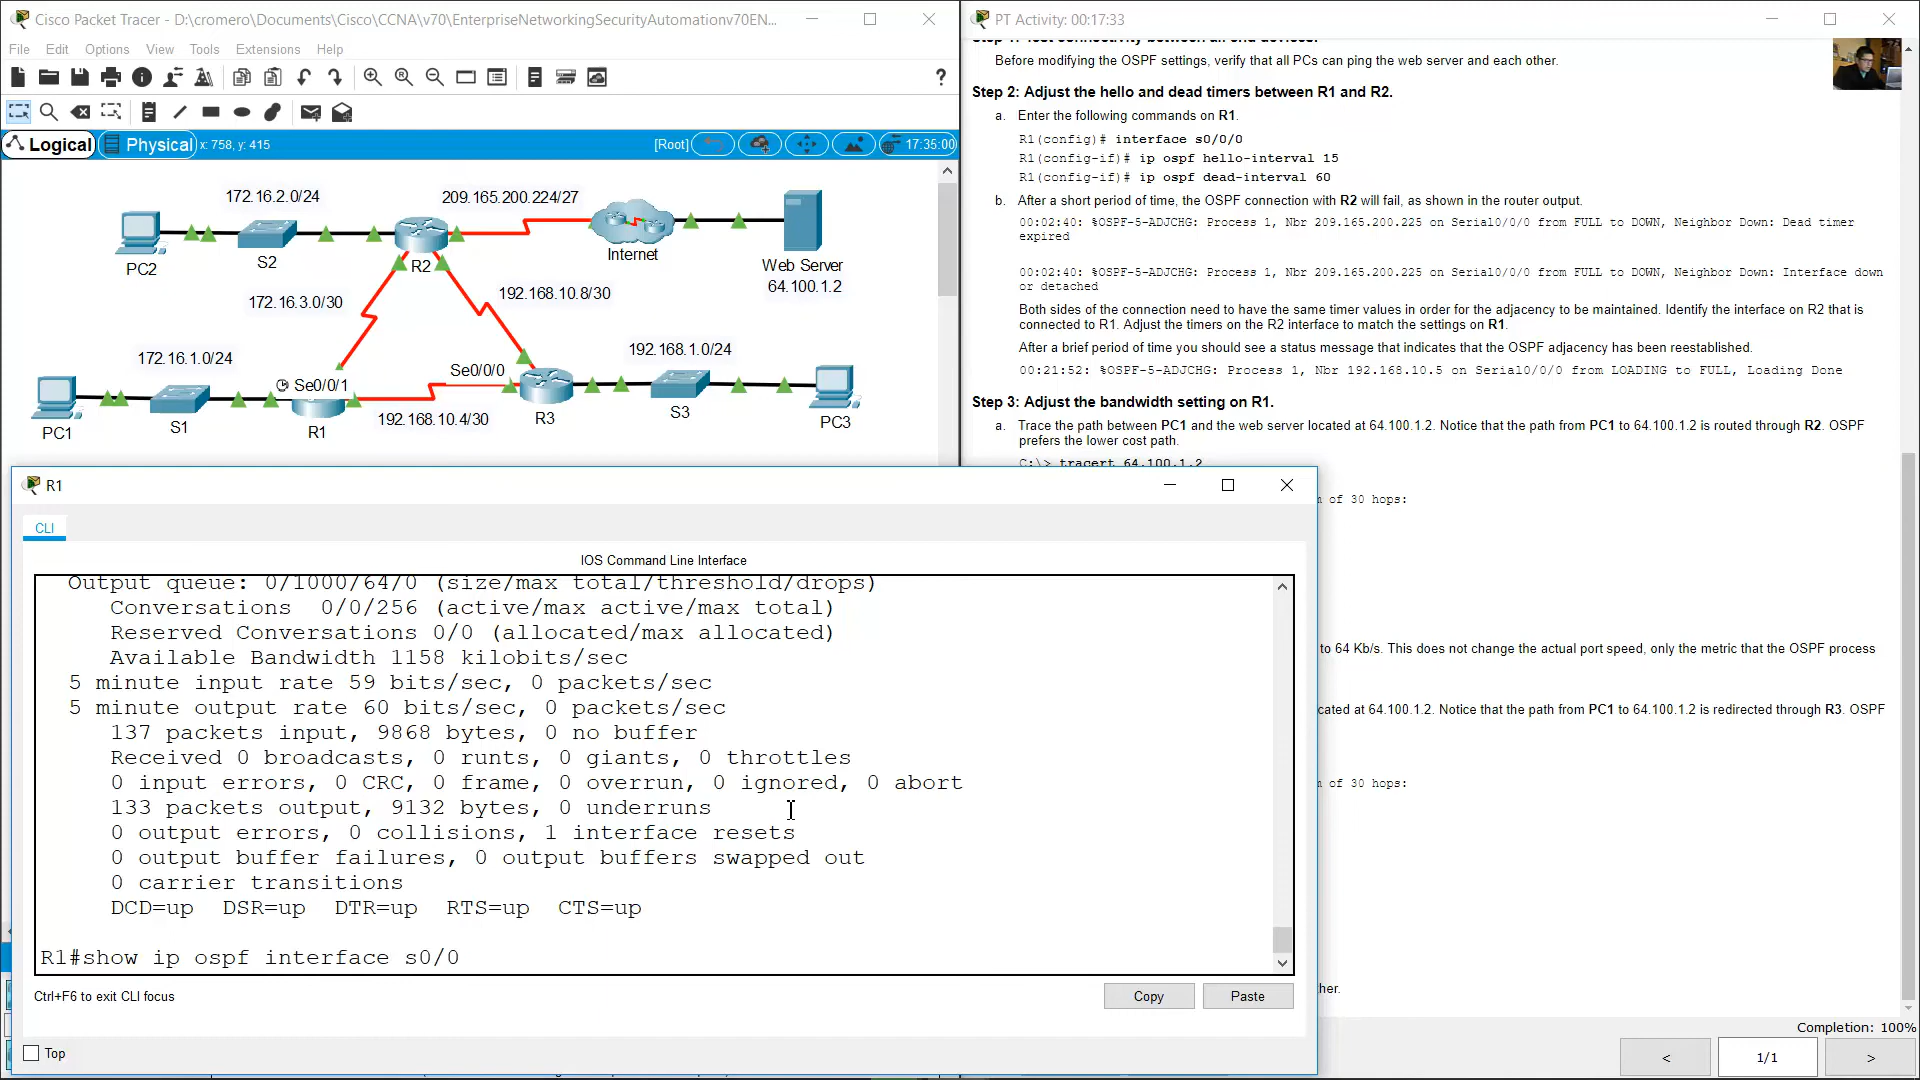 Cisco Packet Tracer - D:\cromero\Documents\Cisco\CCNA\v70\EnterpriseNetworkingSecurityAutomationv70EN...
File Edit Options View Tools Extensions Help
?
Logical Physical x: 758, y: 415 [Root] 17:35:00
172.16.2.0/24
209.165.200.224/27
PC2
S2
R2
Internet
Web Server
64.100.1.2
172.16.3.0/30
192.168.10.8/30
172.16.1.0/24
192.168.1.0/24
Se0/0/1
Se0/0/0
PC1
S1
R1
192.168.10.4/30
R3
S3
PC3
PT Activity: 00:17:33
Before modifying the OSPF settings, verify that all PCs can ping the web server and each other.
Step 2: Adjust the hello and dead timers between R1 and R2.
a. Enter the following commands on R1.
R1(config)# interface s0/0/0
R1(config-if)# ip ospf hello-interval 15
R1(config-if)# ip ospf dead-interval 60
b. After a short period of time, the OSPF connection with R2 will fail, as shown in the router output.
00:02:40: %OSPF-5-ADJCHG: Process 1, Nbr 209.165.200.225 on Serial0/0/0 from FULL to DOWN, Neighbor Down: Dead timer
expired
00:02:40: %OSPF-5-ADJCHG: Process 1, Nbr 209.165.200.225 on Serial0/0/0 from FULL to DOWN, Neighbor Down: Interface down
or detached
Both sides of the connection need to have the same timer values in order for the adjacency to be maintained. Identify the interface on R2 that is
connected to R1. Adjust the timers on the R2 interface to match the settings on R1.
After a brief period of time you should see a status message that indicates that the OSPF adjacency has been reestablished.
00:21:52: %OSPF-5-ADJCHG: Process 1, Nbr 192.168.10.5 on Serial0/0/0 from LOADING to FULL, Loading Done
Step 3: Adjust the bandwidth setting on R1.
a. Trace the path between PC1 and the web server located at 64.100.1.2. Notice that the path from PC1 to 64.100.1.2 is routed through R2. OSPF
prefers the lower cost path.
C:\> tracert 64.100.1.2
of 30 hops:
to 64 Kb/s. This does not change the actual port speed, only the metric that the OSPF process
cated at 64.100.1.2. Notice that the path from PC1 to 64.100.1.2 is redirected through R3. OSPF
of 30 hops:
her.
Completion: 100%
< 1/1 >
R1
CLI
IOS Command Line Interface
Output queue: 0/1000/64/0 (size/max total/threshold/drops)
Conversations 0/0/256 (active/max active/max total)
Reserved Conversations 0/0 (allocated/max allocated)
Available Bandwidth 1158 kilobits/sec
5 minute input rate 59 bits/sec, 0 packets/sec
5 minute output rate 60 bits/sec, 0 packets/sec
137 packets input, 9868 bytes, 0 no buffer
Received 0 broadcasts, 0 runts, 0 giants, 0 throttles
0 input errors, 0 CRC, 0 frame, 0 overrun, 0 ignored, 0 abort
133 packets output, 9132 bytes, 0 underruns
0 output errors, 0 collisions, 1 interface resets
0 output buffer failures, 0 output buffers swapped out
0 carrier transitions
DCD=up DSR=up DTR=up RTS=up CTS=up
R1#show ip ospf interface s0/0
Ctrl+F6 to exit CLI focus
Copy Paste
Top